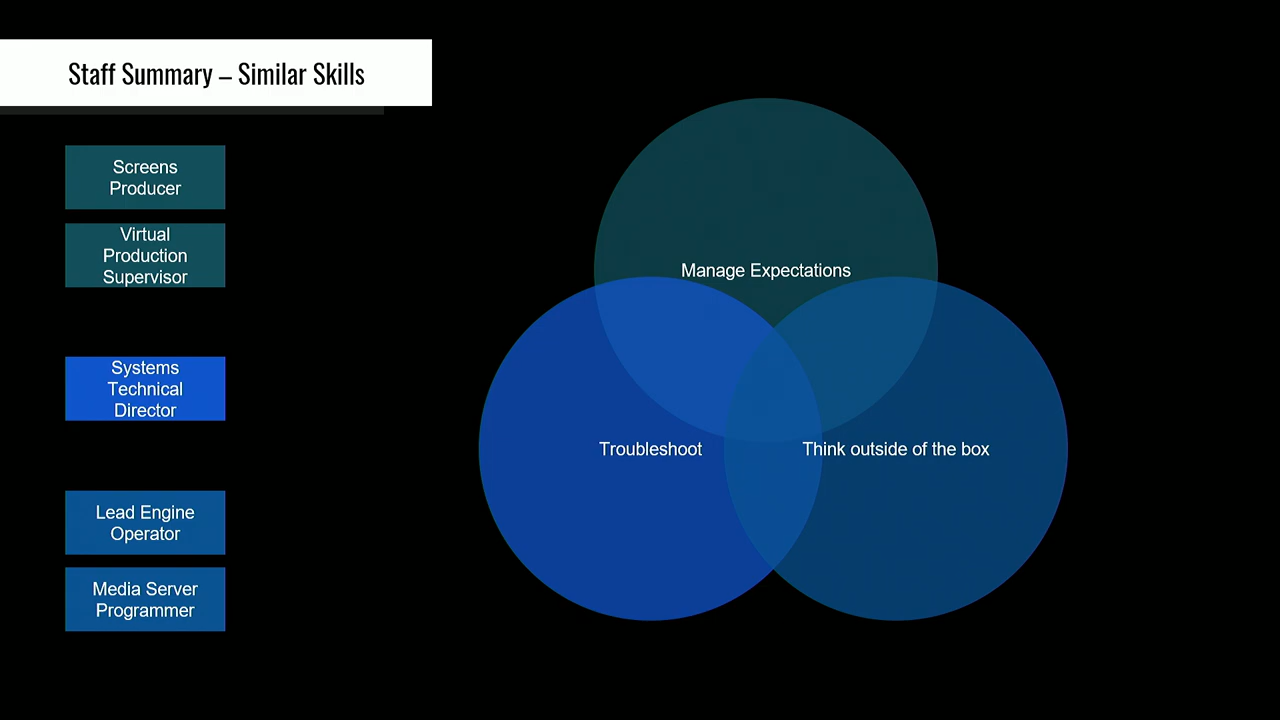 Staff Summary – Similar Skills
Screens
Producer
Virtual
Production
Supervisor
Systems
Technical
Director
Lead Engine
Operator
Media Server
Programmer
Manage Expectations
Troubleshoot
Think outside of the box